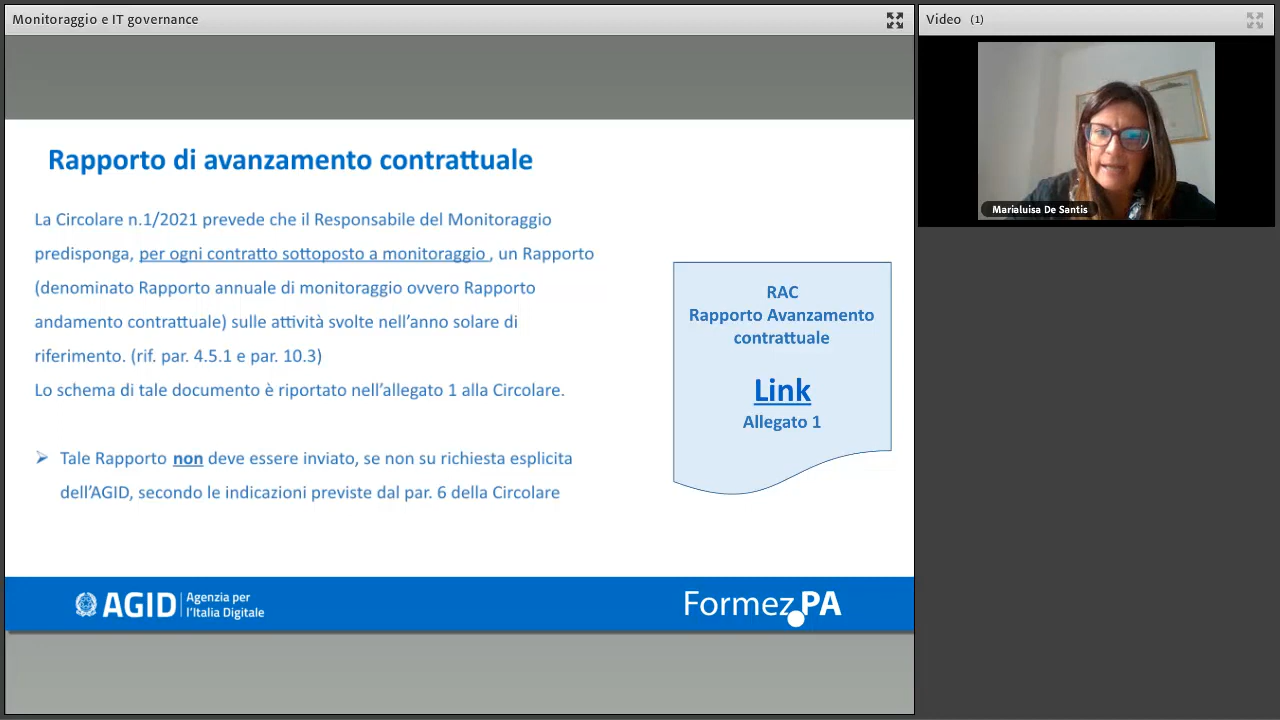 Monitoraggio e IT governance
Video (1)
Marialuisa De Santis
Rapporto di avanzamento contrattuale
La Circolare n.1/2021 prevede che il Responsabile del Monitoraggio
predisponga, per ogni contratto sottoposto a monitoraggio , un Rapporto
(denominato Rapporto annuale di monitoraggio ovvero Rapporto
andamento contrattuale) sulle attività svolte nell’anno solare di
riferimento. (rif. par. 4.5.1 e par. 10.3)
Lo schema di tale documento è riportato nell’allegato 1 alla Circolare.
Tale Rapporto non deve essere inviato, se non su richiesta esplicita
dell’AGID, secondo le indicazioni previste dal par. 6 della Circolare
RAC
Rapporto Avanzamento
contrattuale
Link
Allegato 1
AGID
Agenzia per
l’Italia Digitale
Formez.PA